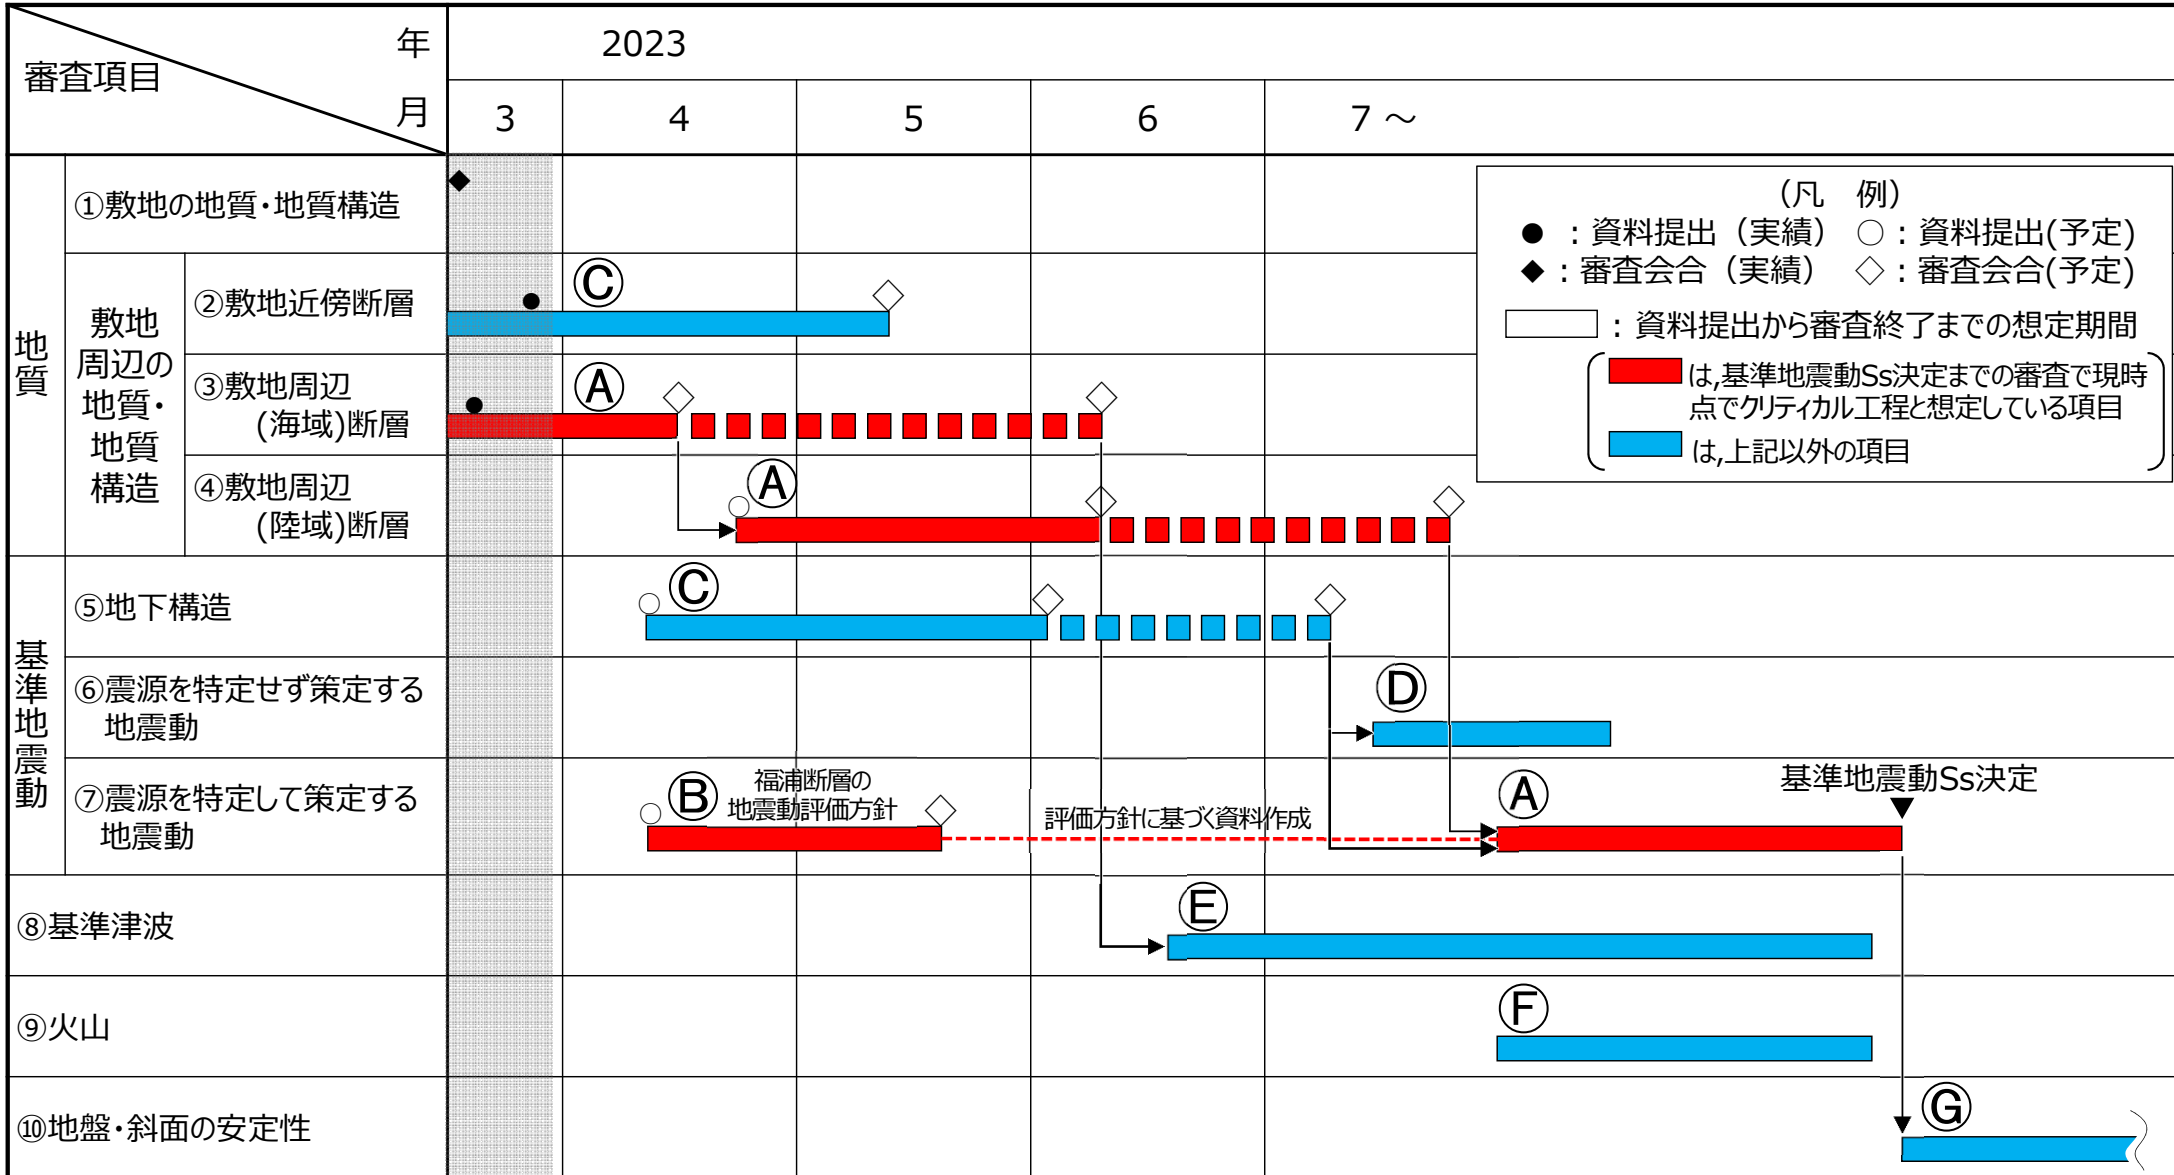 年
審査項目
月
2023
3
4
5
6
7 ～
地質
①敷地の地質・地質構造
敷地
周辺の
地質・
地質
構造
②敷地近傍断層
Ⓒ
③敷地周辺
(海域)断層
Ⓐ
④敷地周辺
(陸域)断層
Ⓐ
(凡 例)
● ：資料提出（実績） ○：資料提出(予定)
◆：審査会合（実績） ◇：審査会合(予定)
：資料提出から審査終了までの想定期間
は,基準地震動Ss決定までの審査で現時
点でクリティカル工程と想定している項目
は,上記以外の項目
基準地震動
⑤地下構造
Ⓒ
⑥震源を特定せず策定する
地震動
Ⓓ
⑦震源を特定して策定する
地震動
Ⓑ
福浦断層の
地震動評価方針
評価方針に基づく資料作成
Ⓐ
基準地震動Ss決定
▼
⑧基準津波
Ⓔ
⑨火山
Ⓕ
⑩地盤・斜面の安定性
Ⓖ